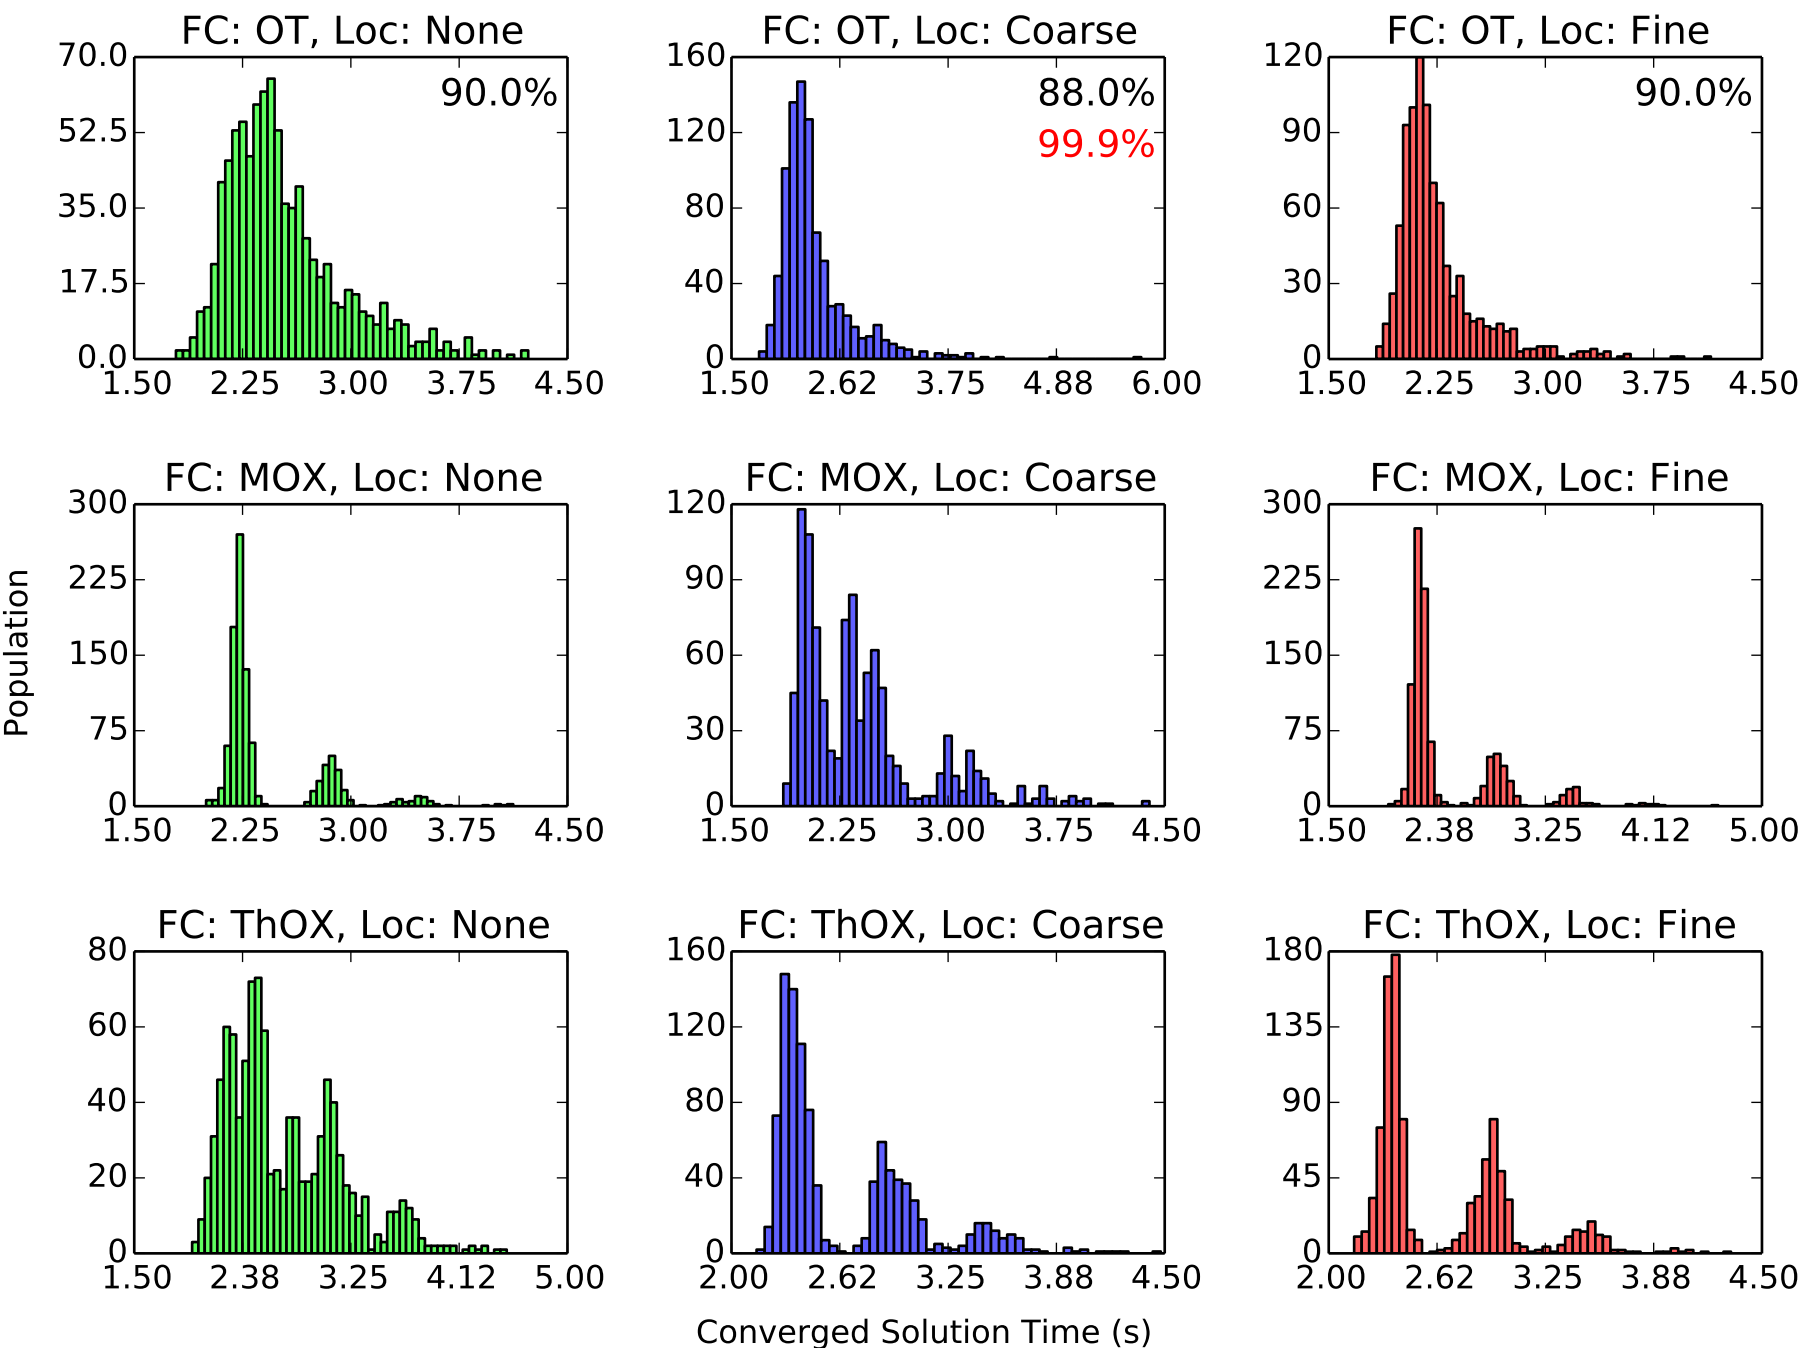 FC: OT, Loc: None
FC: OT, Loc: Coarse
FC: OT, Loc: Fine
70.0
52.5
35.0
17.5
0.0
90.0%
1.50 2.25 3.00 3.75 4.50
160
120
80
40
0
88.0%
99.9%
1.50 2.62 3.75 4.88 6.00
120
90
60
30
0
90.0%
1.50 2.25 3.00 3.75 4.50
Population
FC: MOX, Loc: None
FC: MOX, Loc: Coarse
FC: MOX, Loc: Fine
300
225
150
75
0
1.50 2.25 3.00 3.75 4.50
120
90
60
30
0
1.50 2.25 3.00 3.75 4.50
300
225
150
75
0
1.50 2.38 3.25 4.12 5.00
FC: ThOX, Loc: None
FC: ThOX, Loc: Coarse
FC: ThOX, Loc: Fine
80
60
40
20
0
1.50 2.38 3.25 4.12 5.00
160
120
80
40
0
2.00 2.62 3.25 3.88 4.50
180
135
90
45
0
2.00 2.62 3.25 3.88 4.50
Converged Solution Time (s)